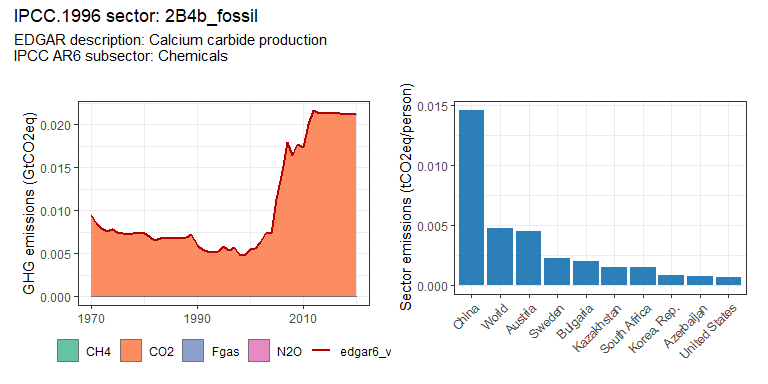 IPCC.1996 sector: 2B4b_fossil
EDGAR description: Calcium carbide production
IPCC AR6 subsector: Chemicals
GHG emissions (GtCO2eq)
0.020
0.015
0.010
0.005
0.000
1970
1990
2010
CH4
CO2
Fgas
N2O
edgar6_v
Sector emissions (tCO2eq/person)
0.015
0.010
0.005
0.000
China
World
Austria
Sweden
Bulgaria
Kazakhstan
South Africa
Korea, Rep.
Azerbaijan
United States